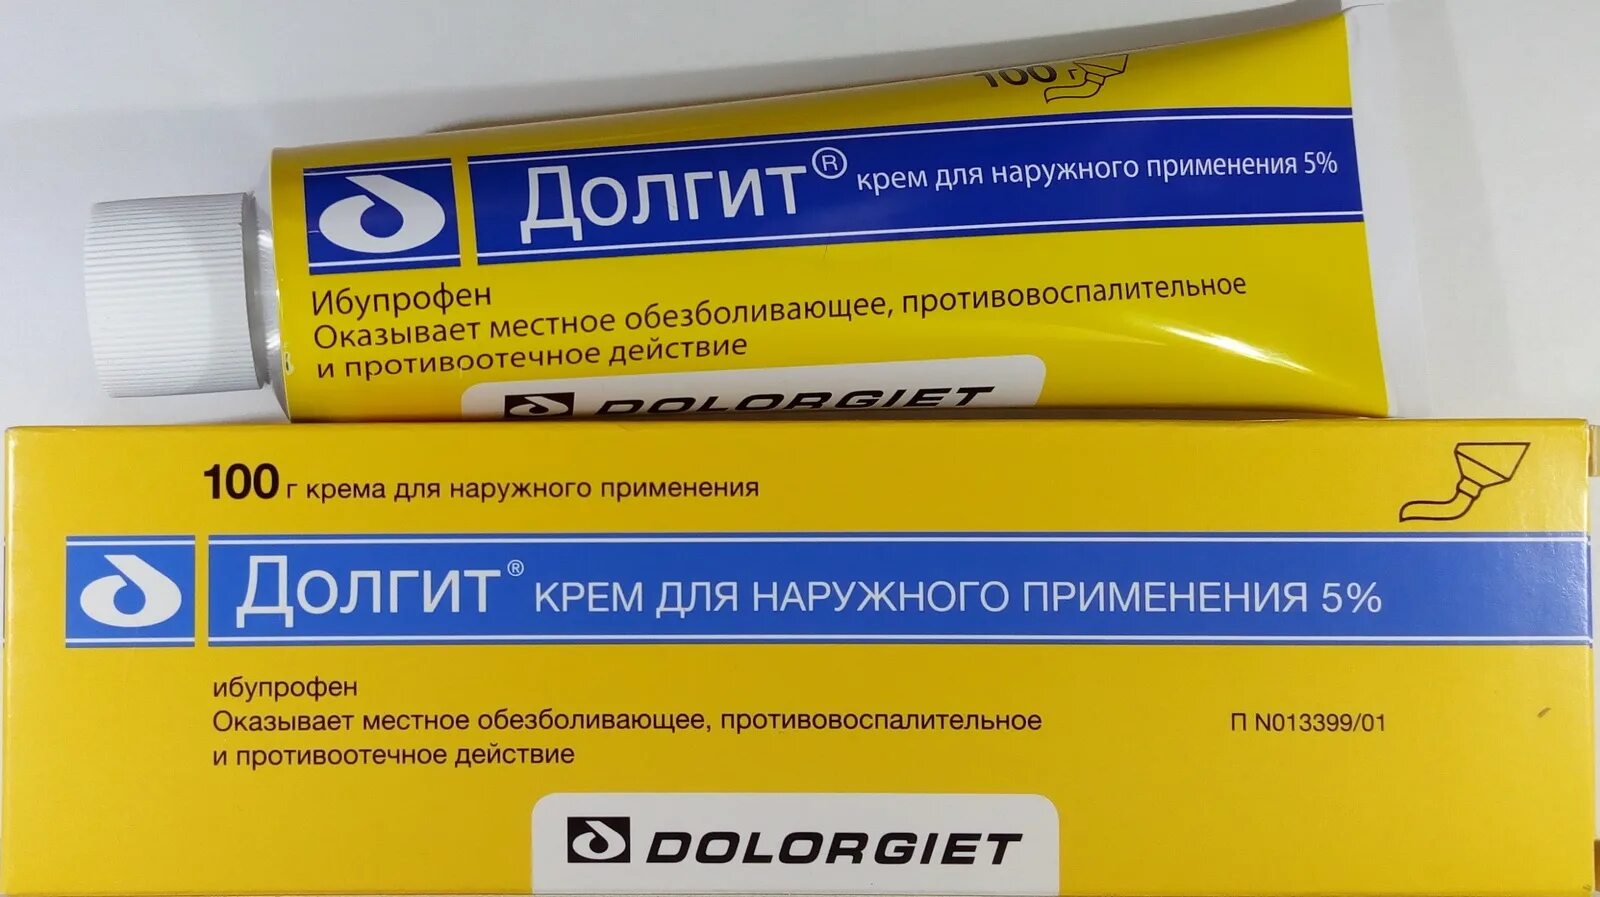 100 г
Долгит® крем для наружного применения 5%
Ибупрофен
Оказывает местное обезболивающее, противовоспалительное
и противоотечное действие
DOLORGIET
100 г крема для наружного применения
Долгит® КРЕМ ДЛЯ НАРУЖНОГО ПРИМЕНЕНИЯ 5%
ибупрофен
Оказывает местное обезболивающее, противовоспалительное
и противоотечное действие
П N013399/01
DOLORGIET